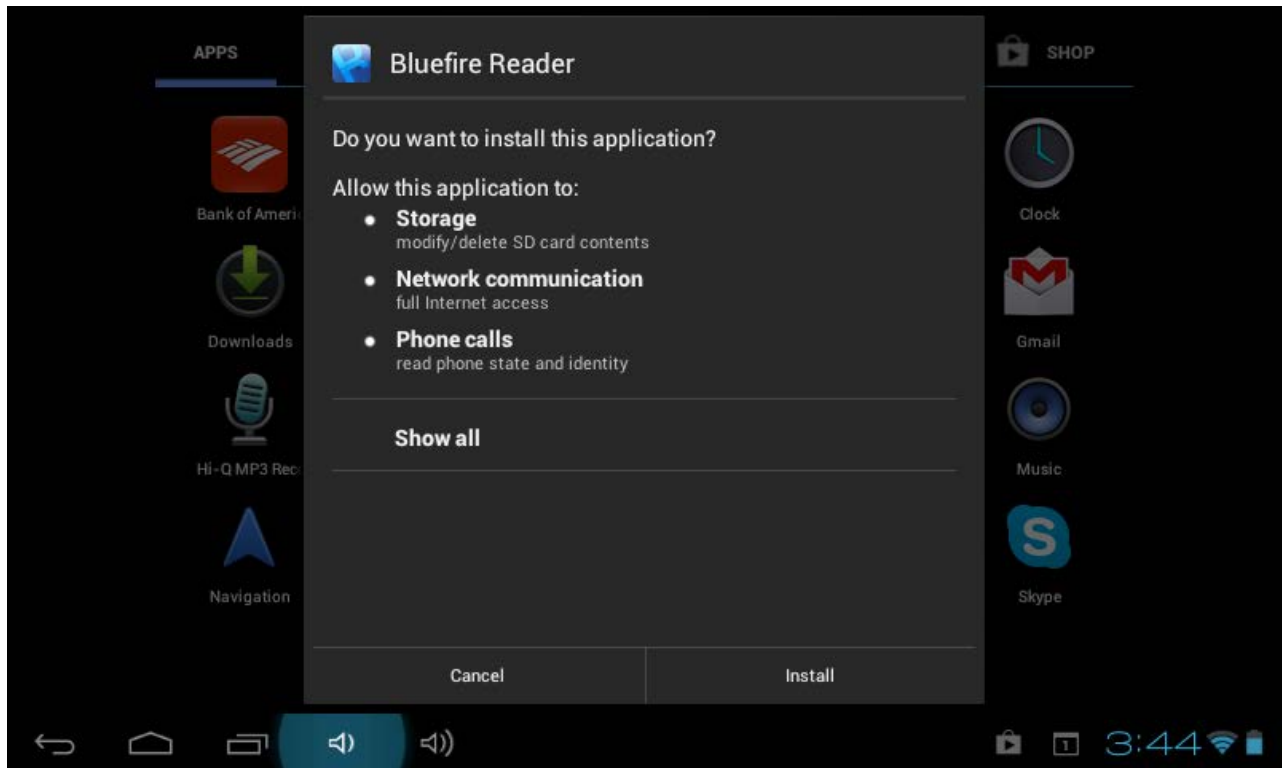 APPS
SHOP
Bluefire Reader
Do you want to install this application?
Allow this application to:
Storage
modify/delete SD card contents
Network communication
full Internet access
Phone calls
read phone state and identity
Show all
Cancel
Install
Bank of Ameri
Clock
Downloads
Gmail
Hi-Q MP3 Rec
Music
Navigation
S
Skype
1
3:44